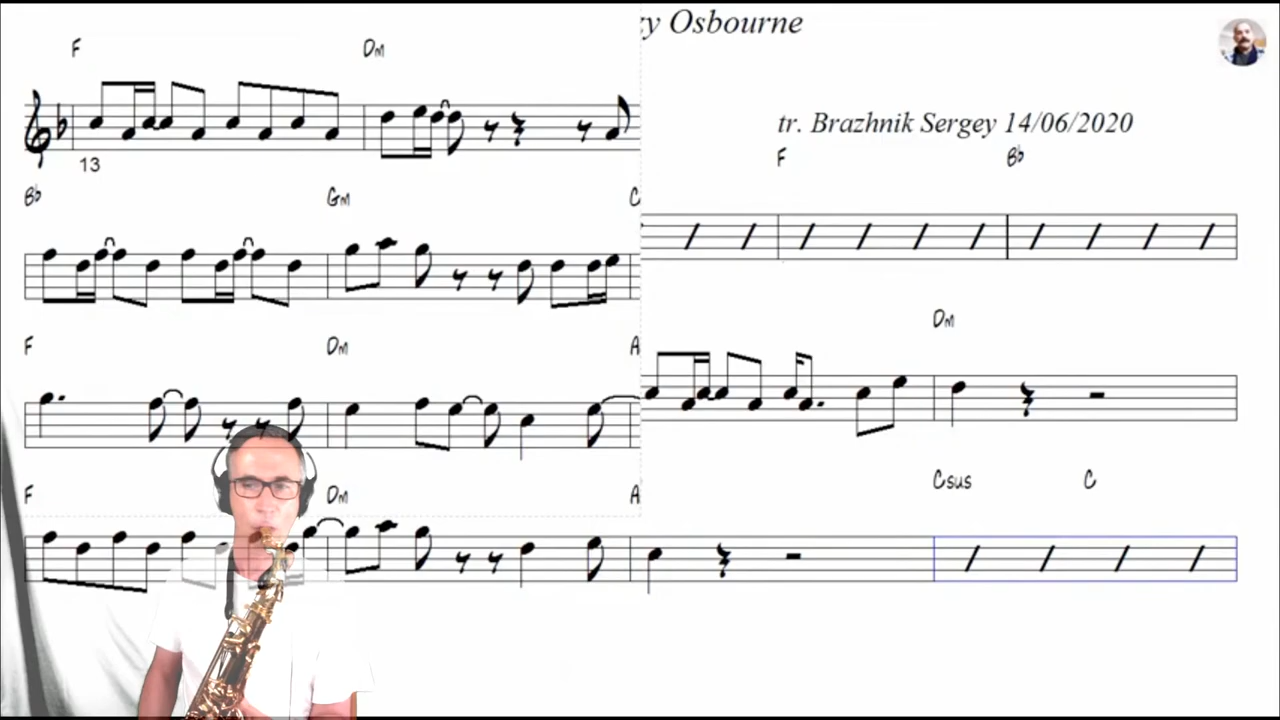 Osbourne
tr. Brazhnik Sergey 14/06/2020
F Dm
F Bb
13
Bb Gm C
Dm
F Dm A
Csus C
F Dm A